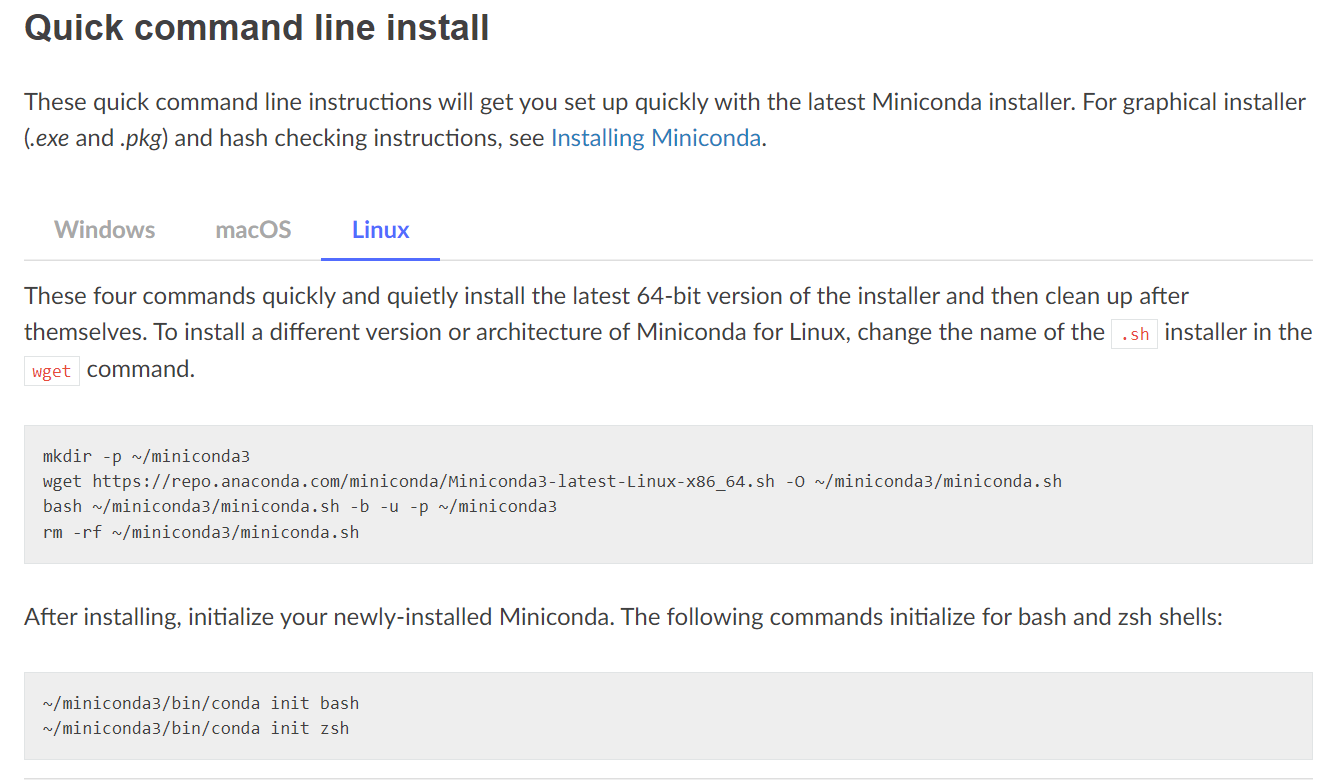 Quick command line install
These quick command line instructions will get you set up quickly with the latest Miniconda installer. For graphical installer
(.exe and .pkg) and hash checking instructions, see Installing Miniconda.
Windows macOS Linux
These four commands quickly and quietly install the latest 64-bit version of the installer and then clean up after
themselves. To install a different version or architecture of Miniconda for Linux, change the name of the .sh installer in the
wget command.
mkdir -p ~/miniconda3
wget https://repo.anaconda.com/miniconda/Miniconda3-latest-Linux-x86_64.sh -O ~/miniconda3/miniconda.sh
bash ~/miniconda3/miniconda.sh -b -u -p ~/miniconda3
rm -rf ~/miniconda3/miniconda.sh
After installing, initialize your newly-installed Miniconda. The following commands initialize for bash and zsh shells:
~/miniconda3/bin/conda init bash
~/miniconda3/bin/conda init zsh